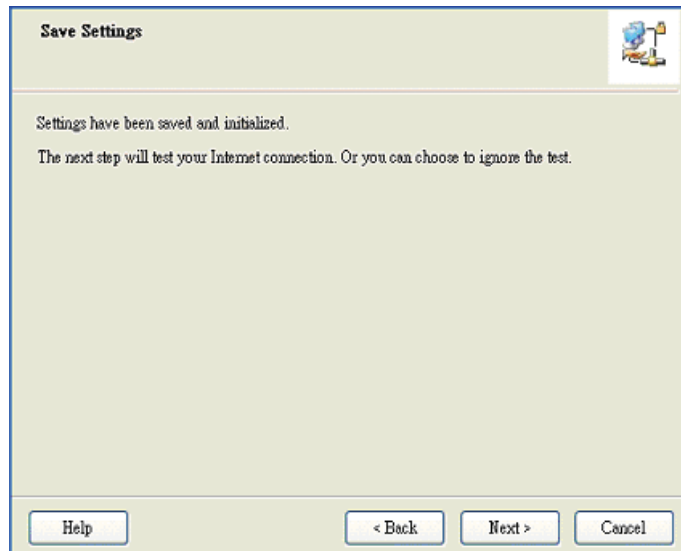 Save Settings
Settings have been saved and initialized.
The next step will test your Internet connection. Or you can choose to ignore the test.
Help
< Back
Next >
Cancel